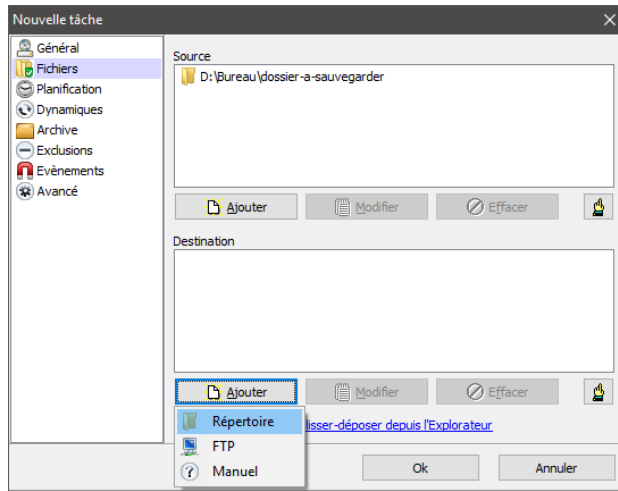 Nouvelle tâche
Général
Fichiers
Planification
Dynamiques
Archive
Exclusions
Evènements
Avancé
Source
D:\Bureau\dossier-a-sauvegarder
Ajouter
Modifier
Effacer
Destination
Ajouter
Modifier
Effacer
Répertoire
FTP
Manuel
lisser-déposer depuis l'Explorateur
Ok
Annuler